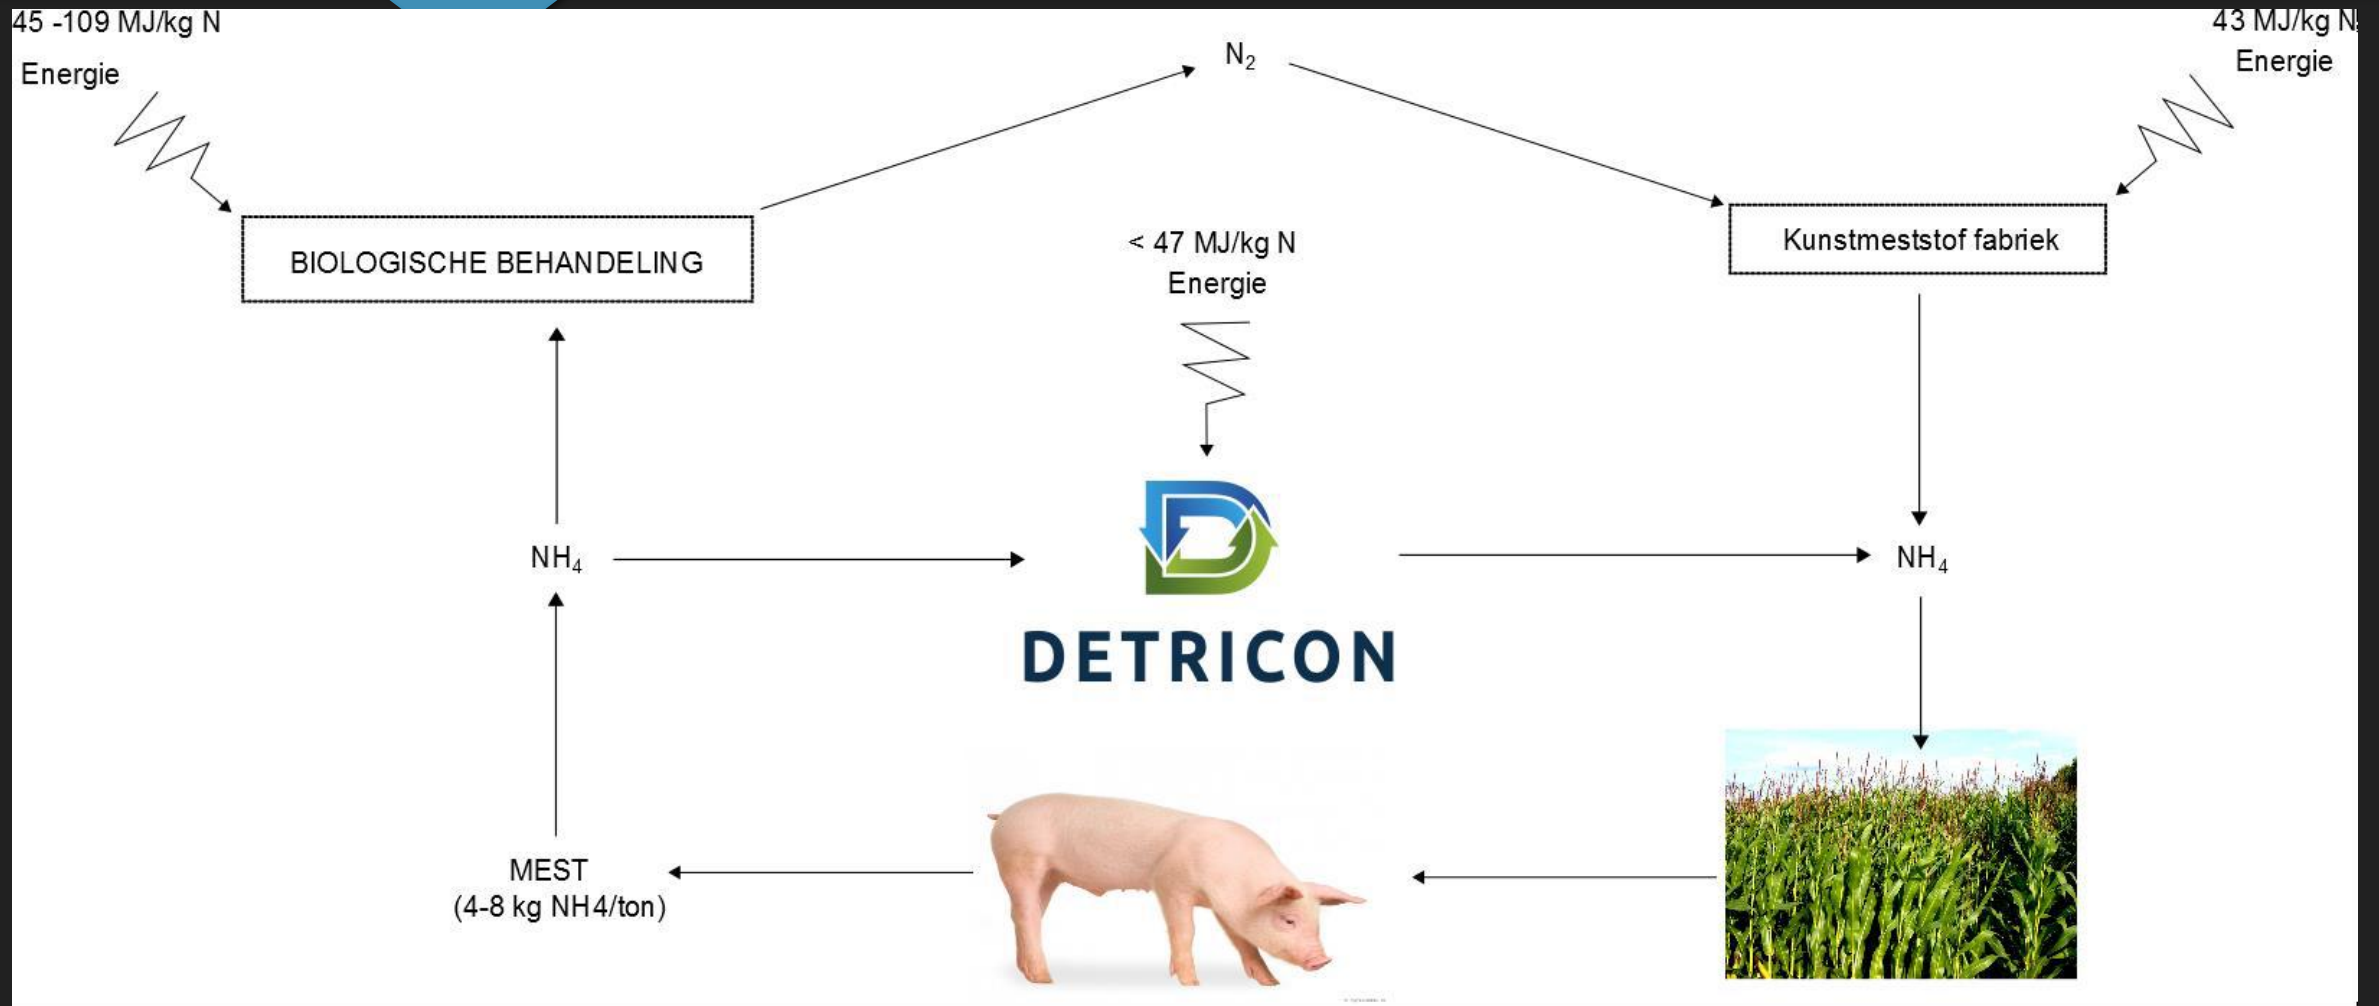 45 -109 MJ/kg N
Energie
N₂
43 MJ/kg N
Energie
BIOLOGISCHE BEHANDELING
< 47 MJ/kg N
Energie
Kunstmeststof fabriek
NH₄
NH₄
DETRICON
MEST
(4-8 kg NH4/ton)